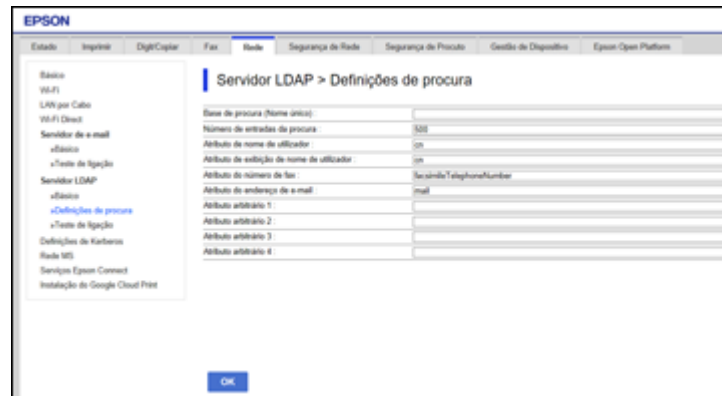 EPSON
Estado Imprimir Digit/Copiar Fax Rede Segurança de Rede Segurança de Procuto Gestão de Dispositivo Epson Open Platform
Básico
Wi-Fi
LAN por Cabo
Wi-Fi Direct
Servidor de e-mail
»Básico
»Teste de ligação
Servidor LDAP
»Básico
»Definições de procura
»Teste de ligação
Definições de Kerberos
Rede MS
Serviços Epson Connect
Instalação do Google Cloud Print
Servidor LDAP > Definições de procura
Base de procura (Nome único) :
Número de entradas da procura : 500
Atributo de nome de utilizador : cn
Atributo de exibição de nome de utilizador : cn
Atributo do número de fax : facsimileTelephoneNumber
Atributo do endereço de e-mail : mail
Atributo arbitrário 1 :
Atributo arbitrário 2 :
Atributo arbitrário 3 :
Atributo arbitrário 4 :
OK